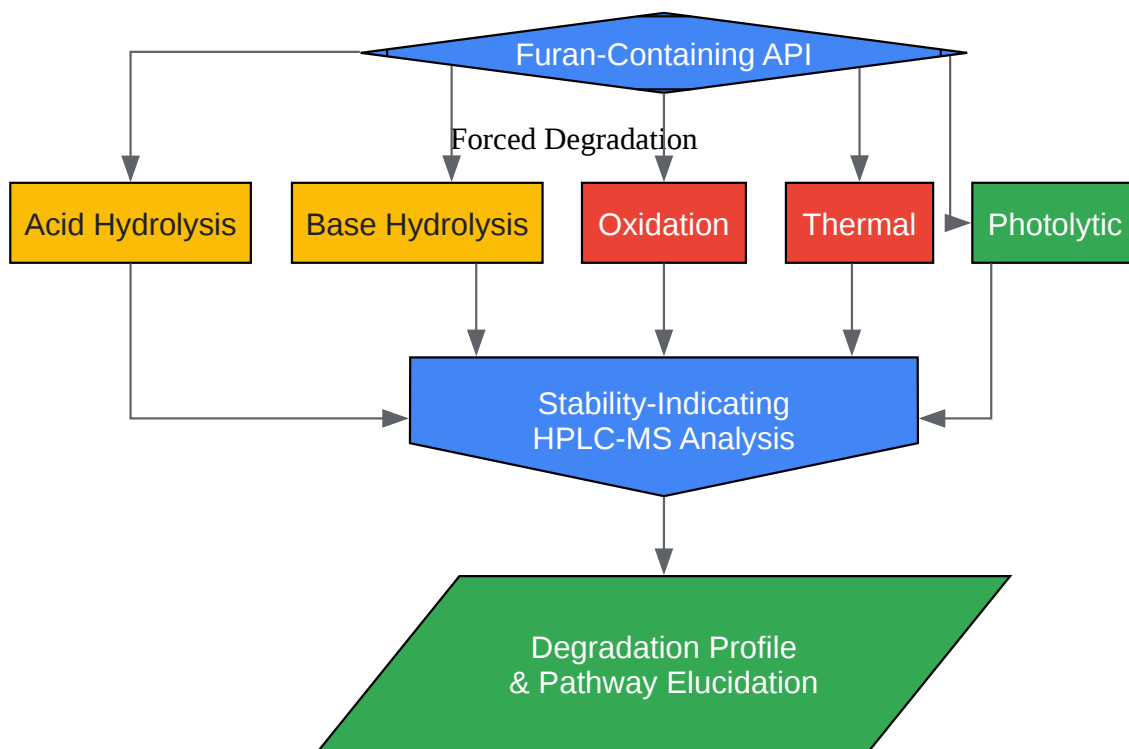 Furan-Containing API
Forced Degradation
Acid Hydrolysis
Base Hydrolysis
Oxidation
Thermal
Photolytic
Stability-Indicating
HPLC-MS Analysis
Degradation Profile
& Pathway Elucidation